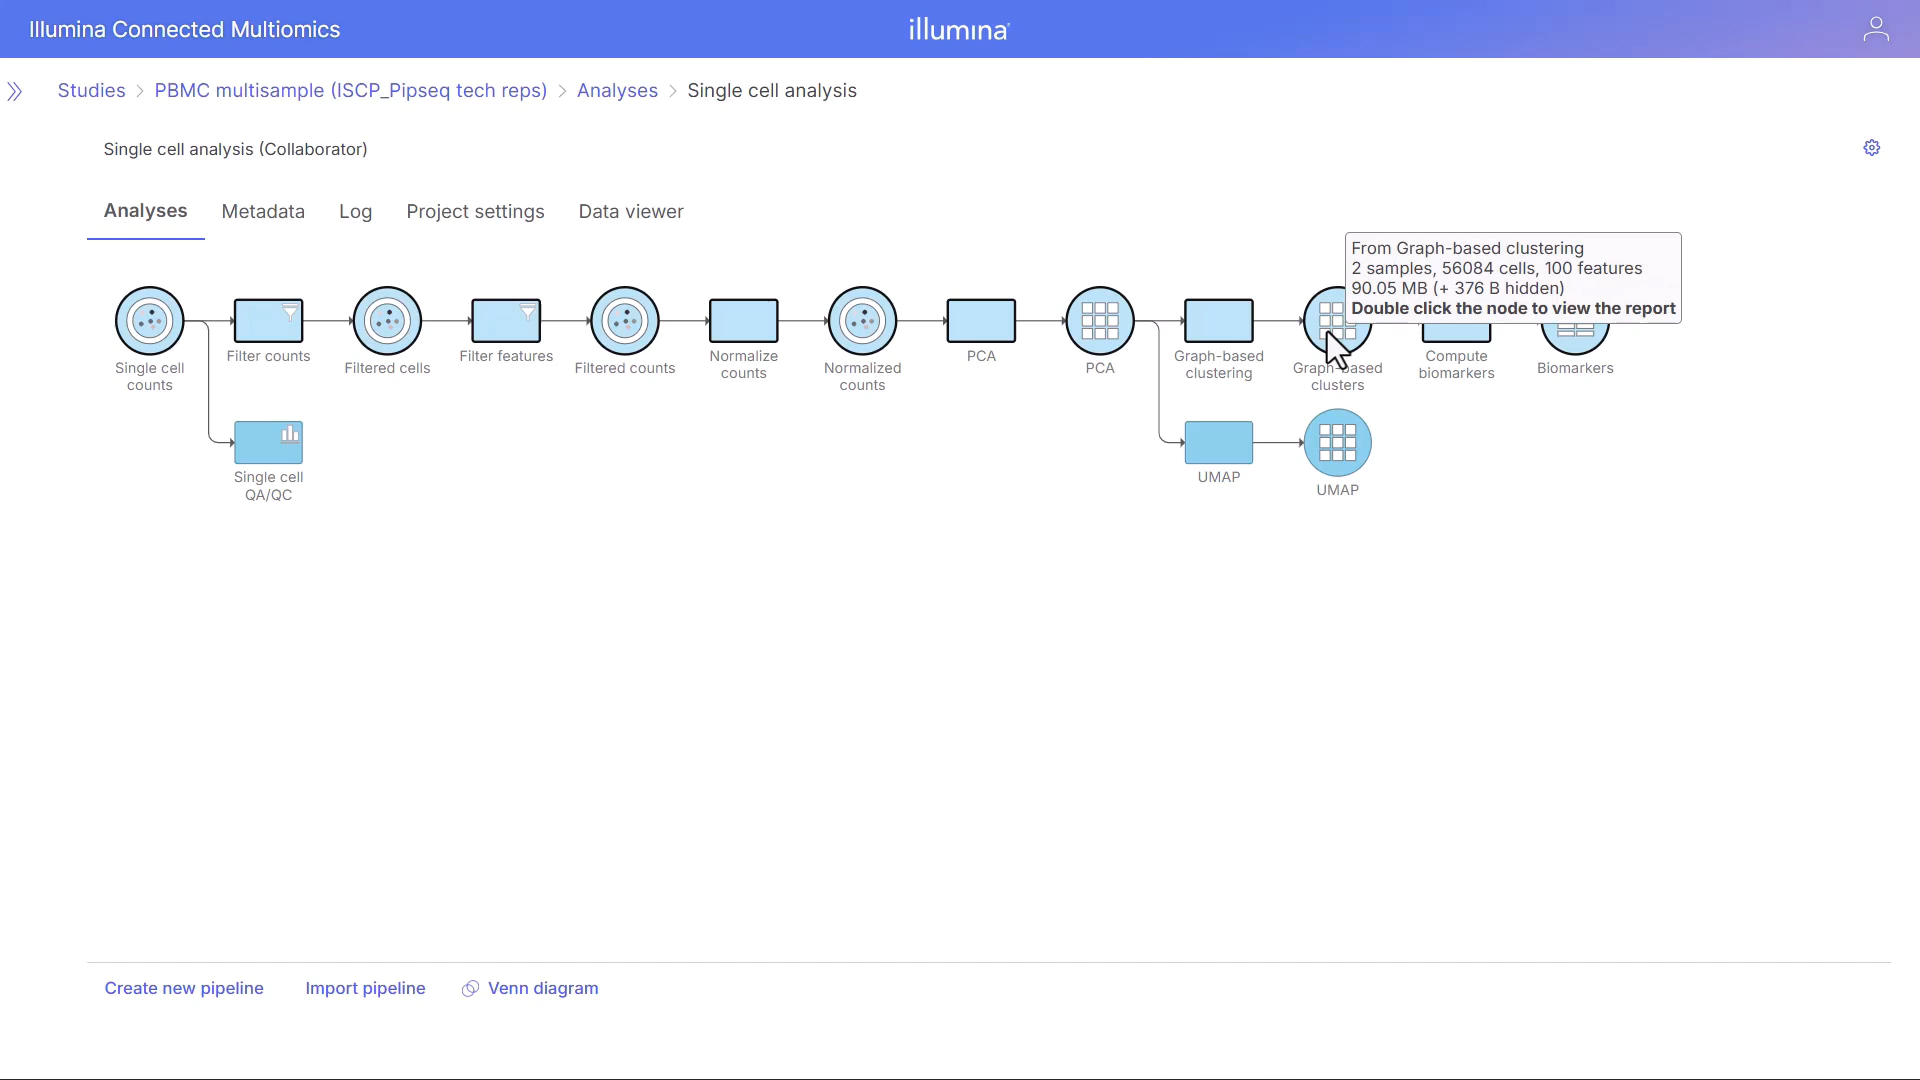 Illumina Connected Multiomics
illumina
Studies > PBMC multisample (ISCP_Pipseq tech reps) > Analyses > Single cell analysis
Single cell analysis (Collaborator)
Analyses Metadata Log Project settings Data viewer
From Graph-based clustering
2 samples, 56084 cells, 100 features
90.05 MB (+ 376 B hidden)
Double click the node to view the report
Single cell
counts
Filter counts
Filtered cells
Filter features
Filtered counts
Normalize
counts
Normalized
counts
PCA
PCA
Graph-based
clustering
Graph-based
clusters
Compute
biomarkers
Biomarkers
Single cell
QA/QC
UMAP
UMAP
Create new pipeline Import pipeline Venn diagram